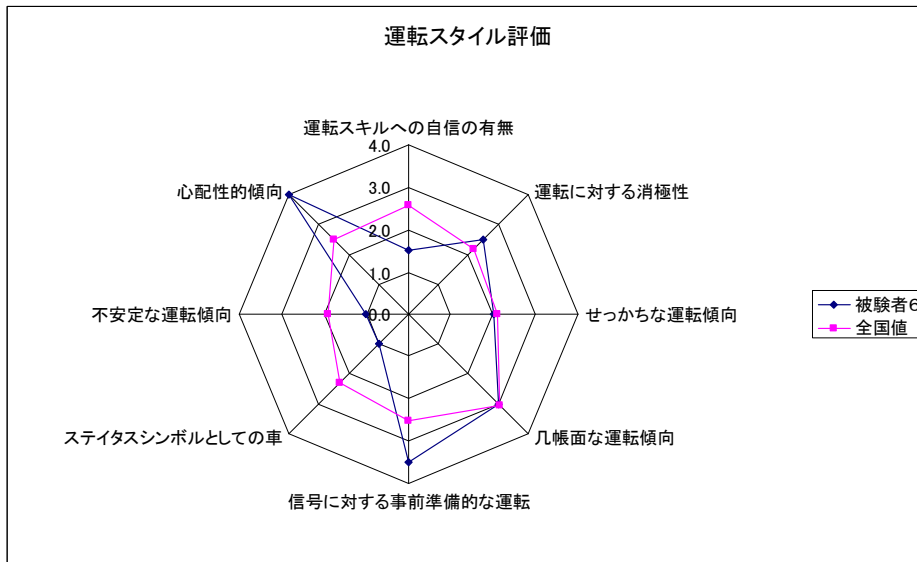 運転スタイル評価
運転スキルへの自信の有無
4.0
心配性的傾向
運転に対する消極性
3.0
2.0
1.0
不安定な運転傾向
0.0
せっかちな運転傾向
被験者6
全国値
ステイタスシンボルとしての車
几帳面な運転傾向
信号に対する事前準備的な運転